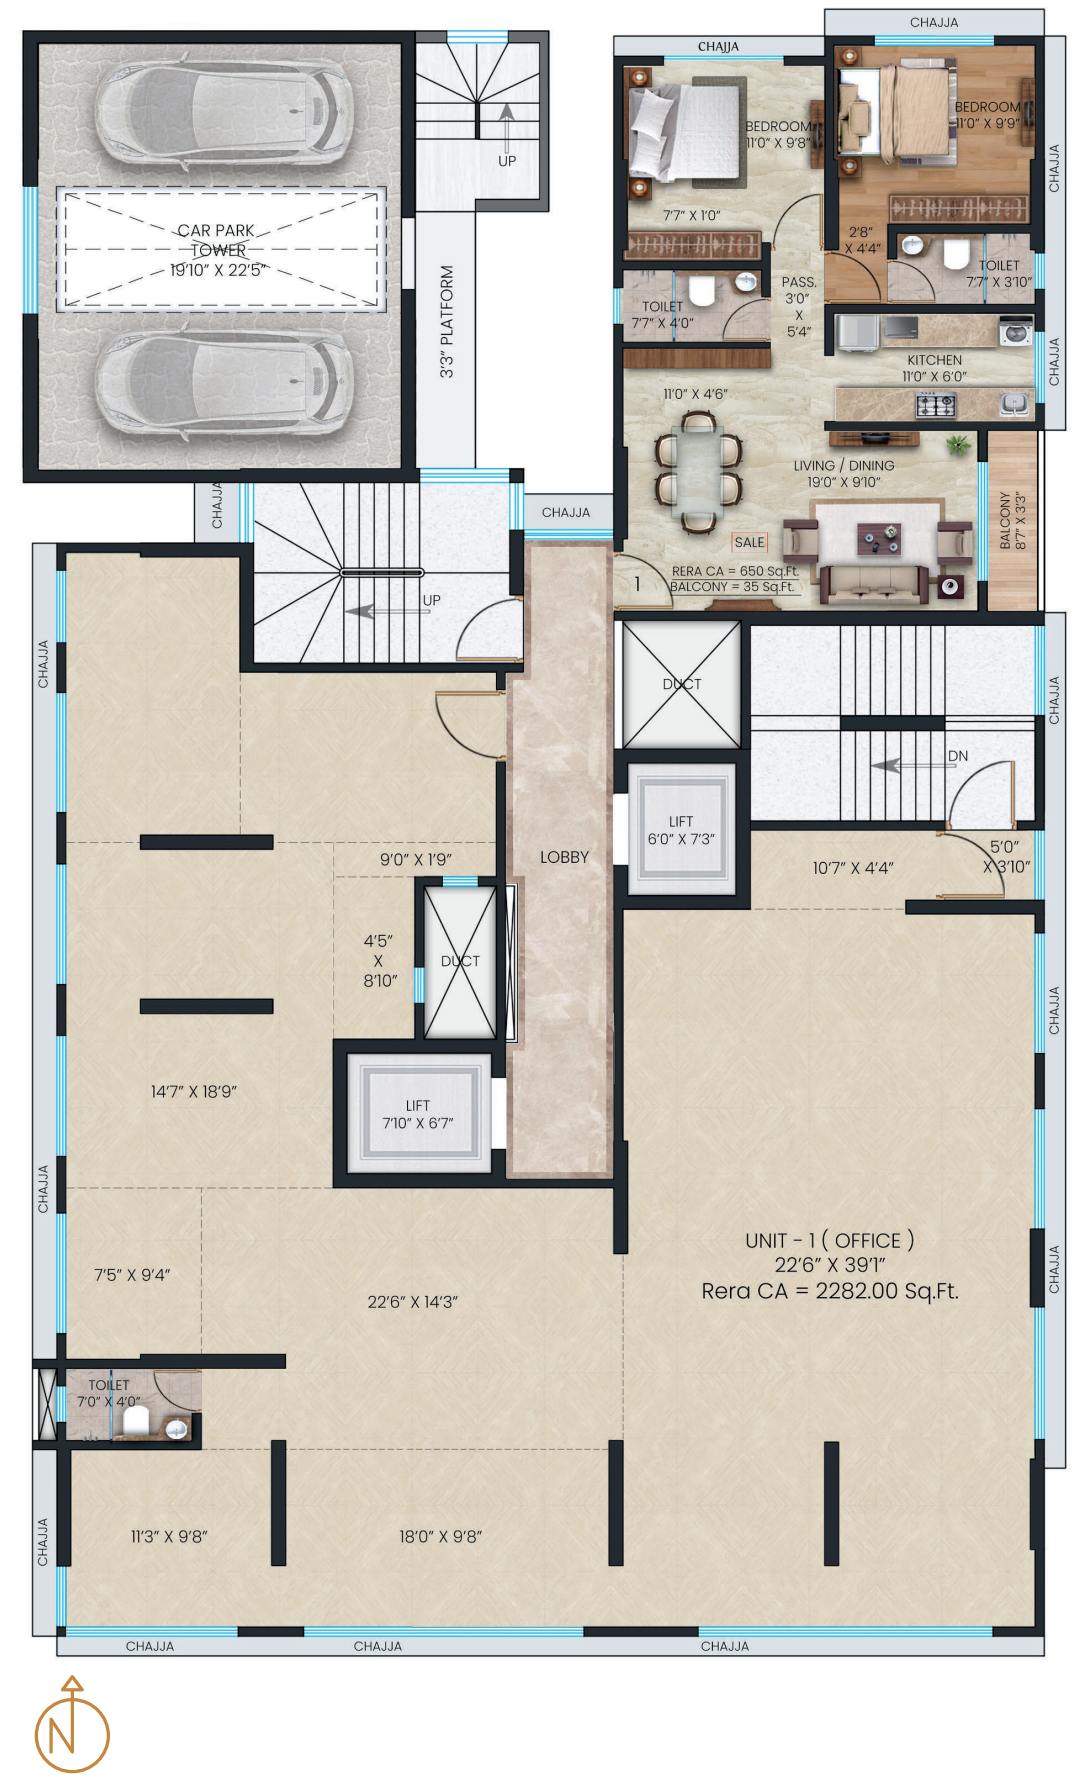 CHAJJA
CHAJJA
BEDROOM
11'0” X 9'9”
BEDROOM
11'0” X 9'8”
CHAJJA
UP
7'7” X 1'0”
2'8”
X 4'4”
CAR PARK
TOWER
19'10” X 22'5”
TOILET
7'7” X 3'10”
PASS.
3'0”
X
5'4”
TOILET
7'7” X 4'0”
3'3” PLATFORM
KITCHEN
11'0” X 6'0”
CHAJJA
11'0” X 4'6”
LIVING / DINING
19'0” X 9'10”
BALCONY
8'7” X 3'3”
CHAJJA
CHAJJA
SALE
RERA CA = 650 Sq.Ft.
BALCONY = 35 Sq.Ft.
1
UP
CHAJJA
DUCT
CHAJJA
DN
LIFT
6'0” X 7'3”
LOBBY
9'0” X 1'9”
10'7” X 4'4”
5'0”
X 3'10”
4'5”
X
8'10”
DUCT
CHAJJA
14'7” X 18'9”
LIFT
7'10” X 6'7”
CHAJJA
UNIT - 1 ( OFFICE )
22'6” X 39'1”
Rera CA = 2282.00 Sq.Ft.
CHAJJA
7'5” X 9'4”
22'6” X 14'3”
TOILET
7'0” X 4'0”
CHAJJA
11'3” X 9'8”
18'0” X 9'8”
CHAJJA
CHAJJA
CHAJJA
N